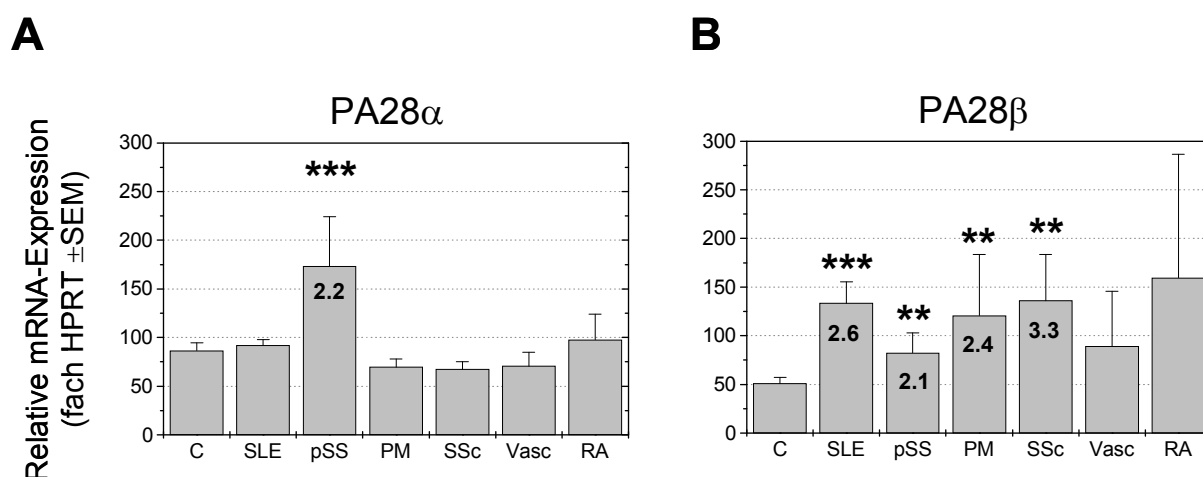 A
B
PA28α
PA28β
Relative mRNA-Expression
(fach HPRT ±SEM)
300
250
200
150
100
50
0
***
2.2
C SLE pSS PM SSc Vasc RA
300
250
200
150
100
50
0
*** ** ** **
2.6 2.1 2.4 3.3
C SLE pSS PM SSc Vasc RA